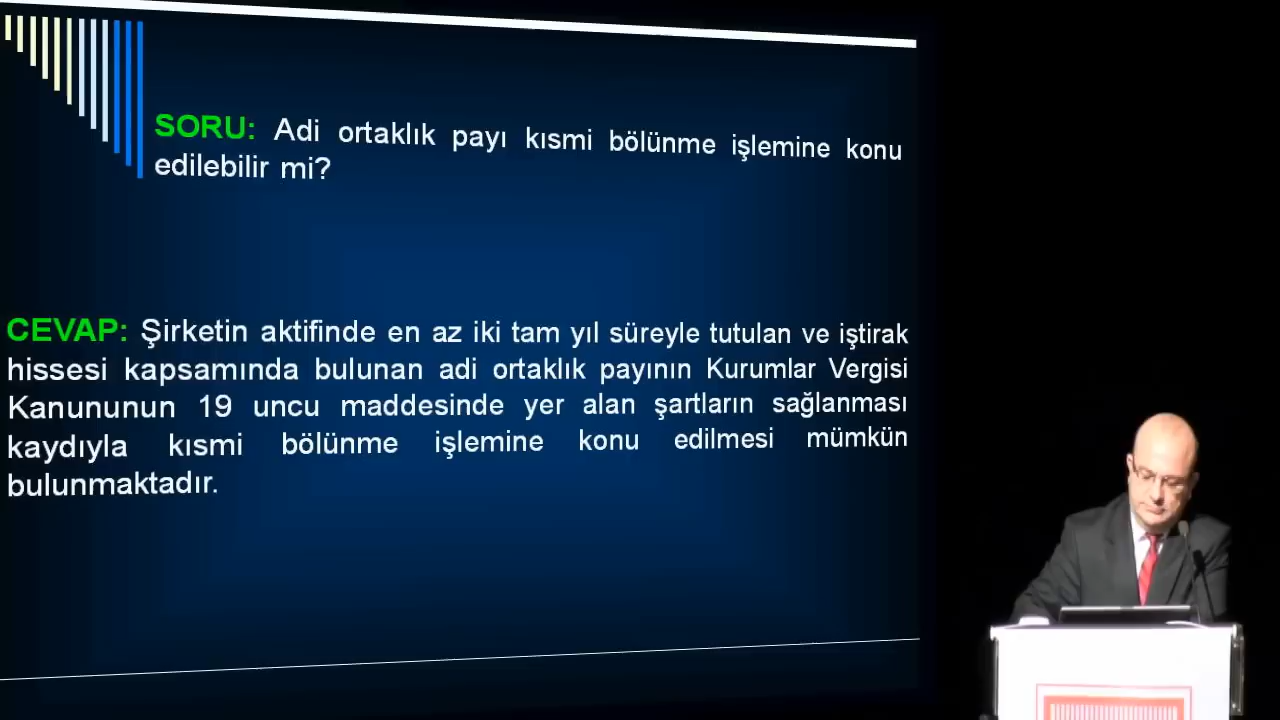 SORU: Adi ortaklık payı kısmi bölünme işlemine konu
edilebilir mi?
CEVAP: Şirketin aktifinde en az iki tam yıl süreyle tutulan ve iştirak
hissesi kapsamında bulunan adi ortaklık payının Kurumlar Vergisi
Kanununun 19 uncu maddesinde yer alan şartların sağlanması
kaydıyla kısmi bölünme işlemine konu edilmesi mümkün
bulunmaktadır.